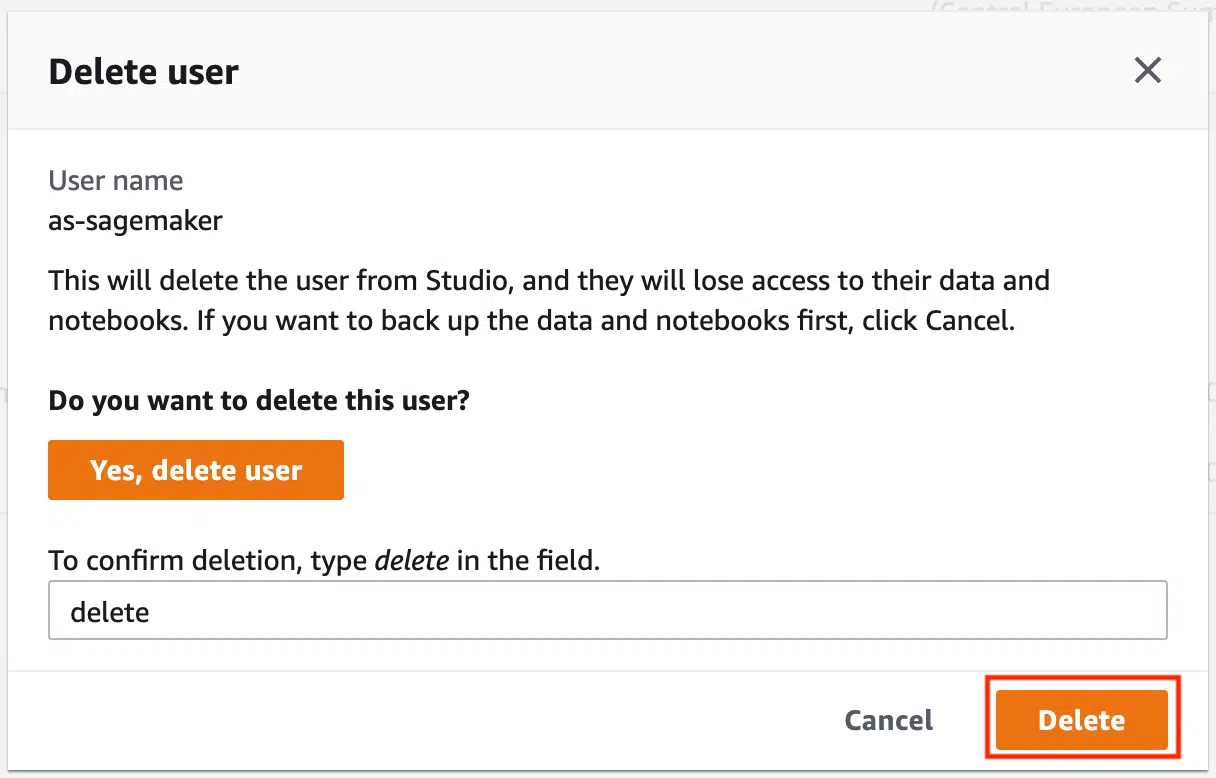 Delete user
User name
as-sagemaker
This will delete the user from Studio, and they will lose access to their data and
notebooks. If you want to back up the data and notebooks first, click Cancel.
Do you want to delete this user?
Yes, delete user
To confirm deletion, type delete in the field.
delete
Cancel
Delete